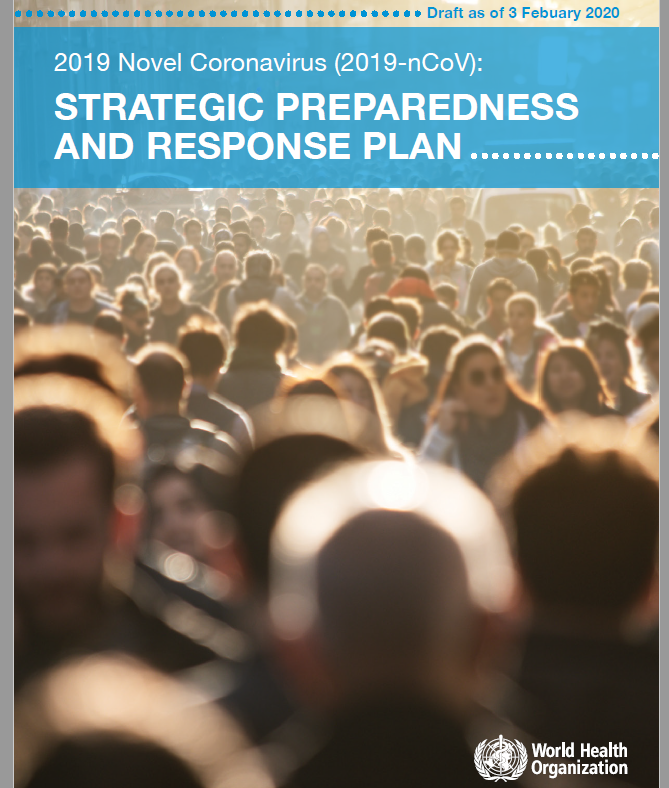 Draft as of 3 Febuary 2020
2019 Novel Coronavirus (2019-nCoV):
STRATEGIC PREPAREDNESS
AND RESPONSE PLAN
World Health
Organization